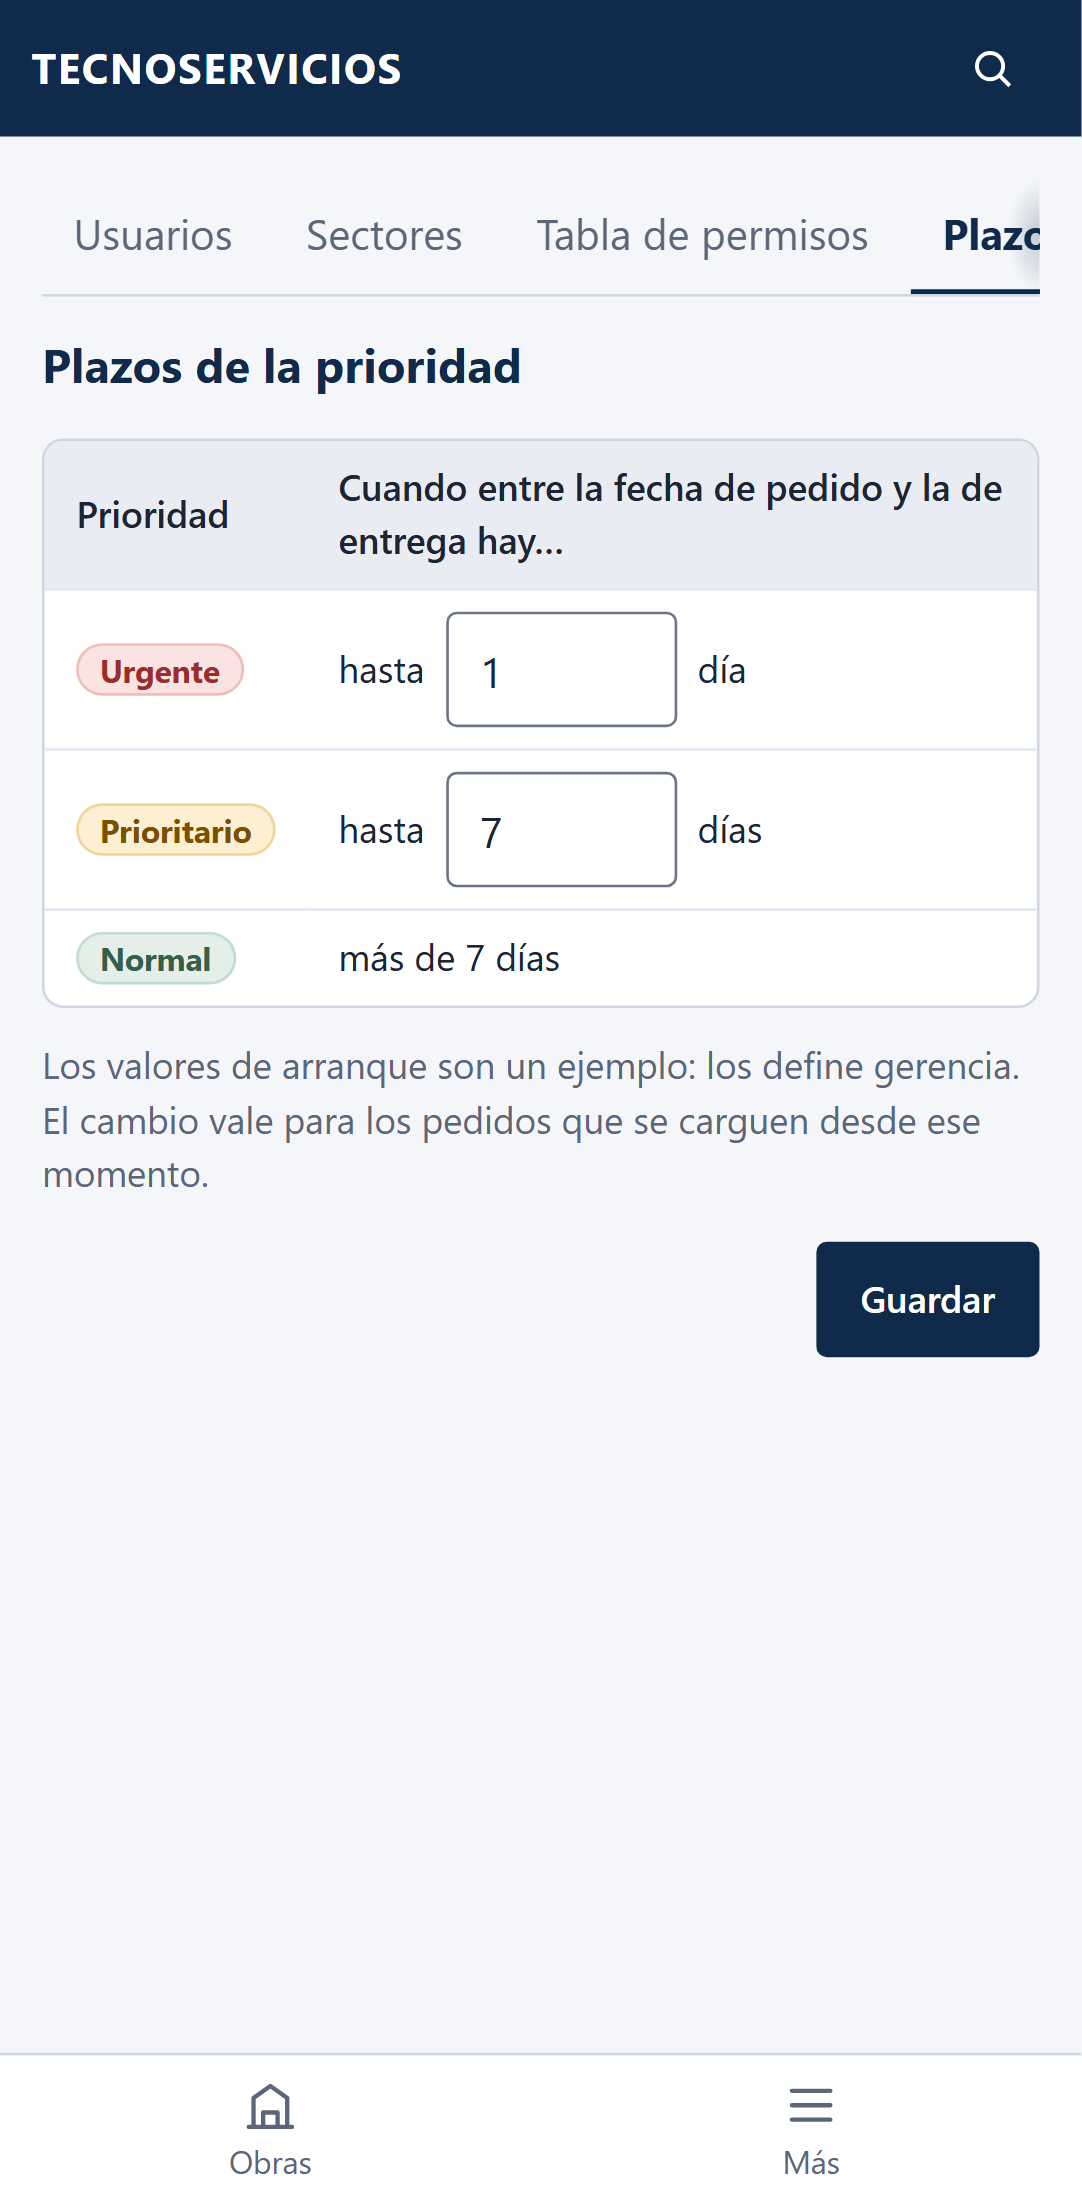 TECNOSERVICIOS
Usuarios Sectores Tabla de permisos Plazo
Plazos de la prioridad
Prioridad
Cuando entre la fecha de pedido y la de
entrega hay...
Urgente hasta 1 día
Prioritario hasta 7 días
Normal más de 7 días
Los valores de arranque son un ejemplo: los define gerencia.
El cambio vale para los pedidos que se carguen desde ese
momento.
Guardar
Obras Más